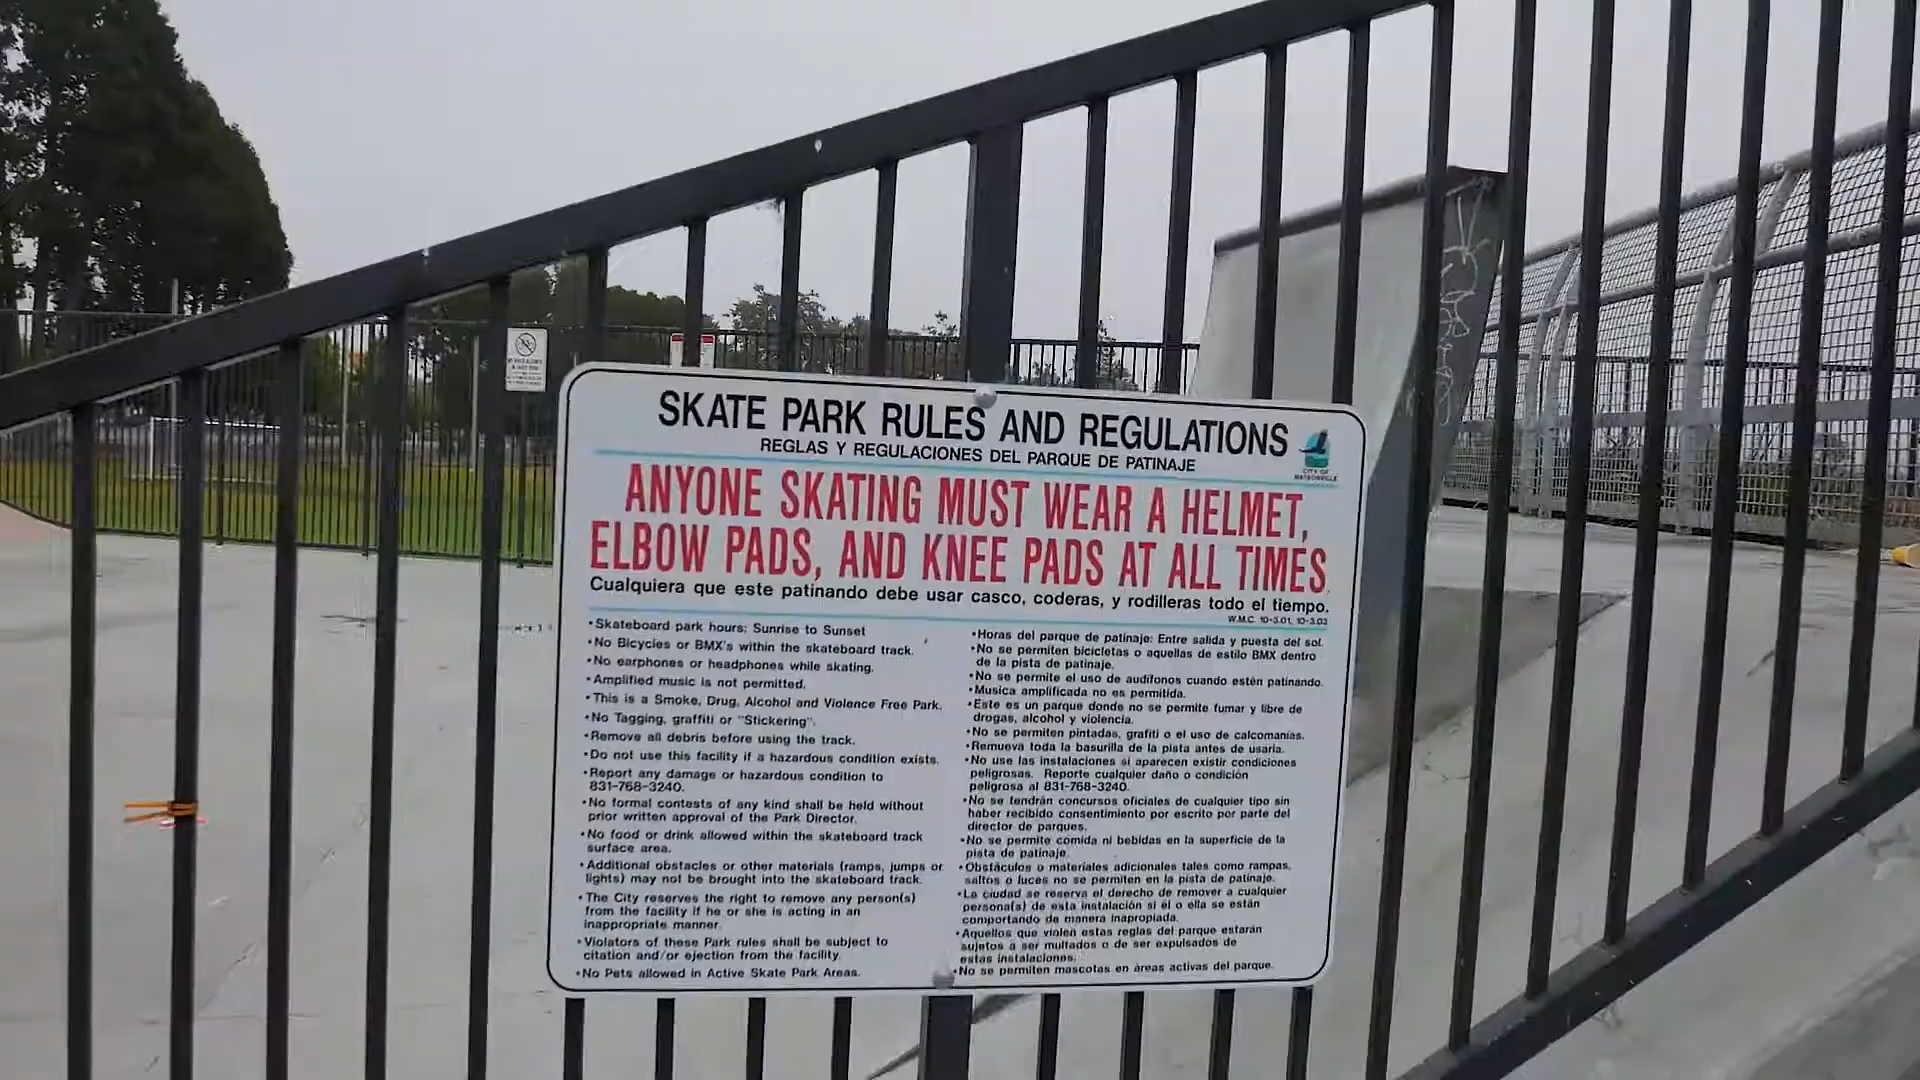 SKATE PARK RULES AND REGULATIONS
REGLAS Y REGULACIONES DEL PARQUE DE PATINAJE
CITY OF
WATSONVILLE
ANYONE SKATING MUST WEAR A HELMET,
ELBOW PADS, AND KNEE PADS AT ALL TIMES
Cualquiera que este patinando debe usar casco, coderas, y rodilleras todo el tiempo.
W.M.C. 10-3.01, 10-3.03
•Skateboard park hours: Sunrise to Sunset
•No Bicycles or BMX's within the skateboard track.
•No earphones or headphones while skating.
•Amplified music is not permitted.
•This is a Smoke, Drug, Alcohol and Violence Free Park.
•No Tagging, graffiti or "Stickering".
•Remove all debris before using the track.
•Do not use this facility if a hazardous condition exists.
•Report any damage or hazardous condition to
831-768-3240.
•No formal contests of any kind shall be held without
prior written approval of the Park Director.
•No food or drink allowed within the skateboard track
surface area.
•Additional obstacles or other materials (ramps, jumps or
lights) may not be brought into the skateboard track.
•The City reserves the right to remove any person(s)
from the facility if he or she is acting in an
inappropriate manner.
•Violators of these Park rules shall be subject to
citation and/or ejection from the facility.
•No Pets allowed in Active Skate Park Areas.
•Horas del parque de patinaje: Entre salida y puesta del sol.
•No se permiten bicicletas o aquellas de estilo BMX dentro
de la pista de patinaje.
•No se permite el uso de audífonos cuando estén patinando.
•Musica amplificada no es permitida.
•Este es un parque donde no se permite fumar y libre de
drogas, alcohol y violencia.
•No se permiten pintadas, grafiti o el uso de calcomanías.
•Remueva toda la basurilla de la pista antes de usarla.
•No use las instalaciones si aparecen existir condiciones
peligrosas. Reporte cualquier daño o condición
peligrosa al 831-768-3240.
•No se tendrán concursos oficiales de cualquier tipo sin
haber recibido consentimiento por escrito por parte del
director de parques.
•No se permite comida ni bebidas en la superficie de la
pista de patinaje.
•Obstáculos o materiales adicionales tales como rampas,
saltos o luces no se permiten en la pista de patinaje.
•La ciudad se reserva el derecho de remover a cualquier
persona(s) de esta instalación si él o ella se están
comportando de manera inapropiada.
•Aquellos que violen estas reglas del parque estarán
sujetos a ser multados o de ser expulsados de
estas instalaciones.
•No se permiten mascotas en áreas activas del parque.